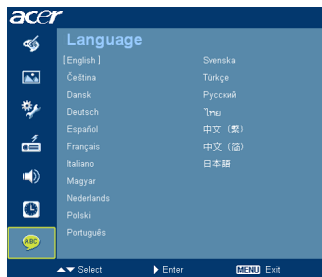 acer
Language
[English]
Čeština
Dansk
Deutsch
Español
Français
Italiano
Magyar
Nederlands
Polski
Português
Svenska
Türkçe
Русский
ไทย
中文 (繁)
中文 (简)
日本語
ABC
▲▼ Select ▶ Enter MENU Exit